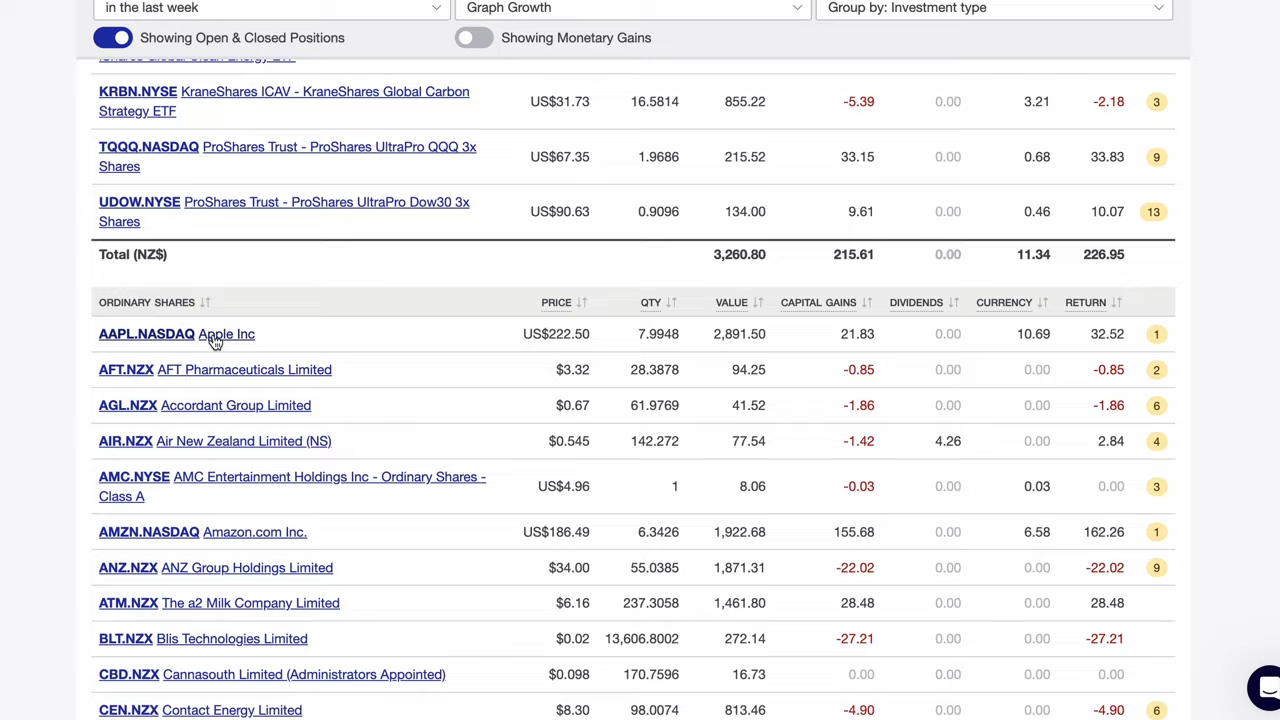 in the last week Graph Growth Group by: Investment type
Showing Open & Closed Positions Showing Monetary Gains
iShares Global Clean Energy ETF
KRBN.NYSE KraneShares ICAV - KraneShares Global Carbon
Strategy ETF US$31.73 16.5814 855.22 -5.39 0.00 3.21 -2.18 3
TQQQ.NASDAQ ProShares Trust - ProShares UltraPro QQQ 3x
Shares US$67.35 1.9686 215.52 33.15 0.00 0.68 33.83 9
UDOW.NYSE ProShares Trust - ProShares UltraPro Dow30 3x
Shares US$90.63 0.9096 134.00 9.61 0.00 0.46 10.07 13
Total (NZ$) 3,260.80 215.61 0.00 11.34 226.95
ORDINARY SHARES PRICE QTY VALUE CAPITAL GAINS DIVIDENDS CURRENCY RETURN
AAPL.NASDAQ Apple Inc US$222.50 7.9948 2,891.50 21.83 0.00 10.69 32.52 1
AFT.NZX AFT Pharmaceuticals Limited $3.32 28.3878 94.25 -0.85 0.00 0.00 -0.85 2
AGL.NZX Accordant Group Limited $0.67 61.9769 41.52 -1.86 0.00 0.00 -1.86 6
AIR.NZX Air New Zealand Limited (NS) $0.545 142.272 77.54 -1.42 4.26 0.00 2.84 4
AMC.NYSE AMC Entertainment Holdings Inc - Ordinary Shares -
Class A US$4.96 1 8.06 -0.03 0.00 0.03 0.00 3
AMZN.NASDAQ Amazon.com Inc. US$186.49 6.3426 1,922.68 155.68 0.00 6.58 162.26 1
ANZ.NZX ANZ Group Holdings Limited $34.00 55.0385 1,871.31 -22.02 0.00 0.00 -22.02 9
ATM.NZX The a2 Milk Company Limited $6.16 237.3058 1,461.80 28.48 0.00 0.00 28.48
BLT.NZX Blis Technologies Limited $0.02 13,606.8002 272.14 -27.21 0.00 0.00 -27.21
CBD.NZX Cannasouth Limited (Administrators Appointed) $0.098 170.7596 16.73 0.00 0.00 0.00 0.00
CEN.NZX Contact Energy Limited $8.30 98.0074 813.46 -4.90 0.00 0.00 -4.90 6